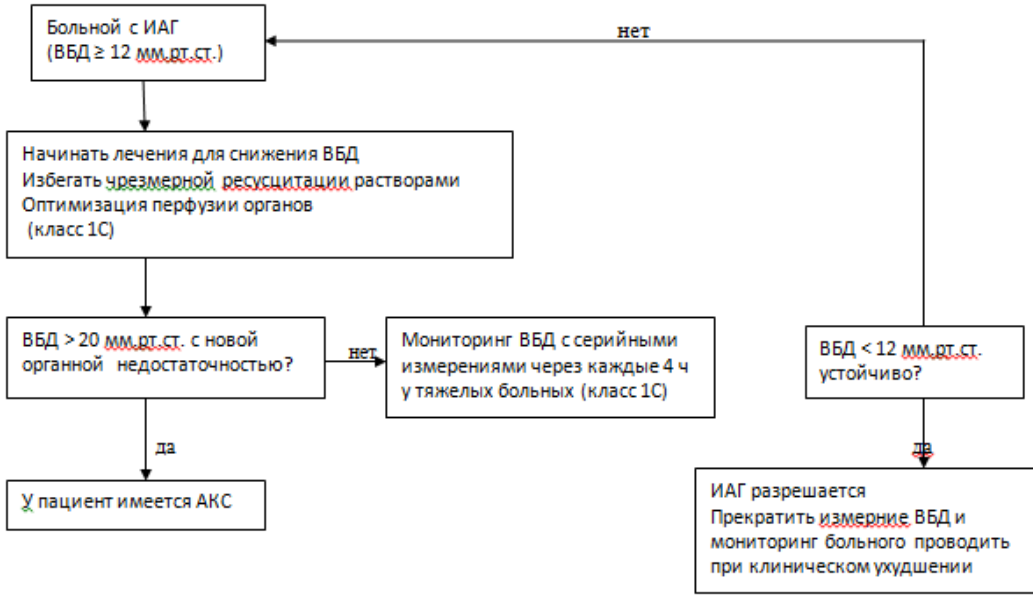 Больной с ИАГ
(ВБД ≥ 12 мм.рт.ст.)
нет
Начинать лечения для снижения ВБД
Избегать чрезмерной ресусцитации растворами
Оптимизация перфузии органов
(класс 1С)
ВБД > 20 мм.рт.ст. с новой
органной недостаточностью?
нет
Мониторинг ВБД с серийными
измерениями через каждые 4 ч
у тяжелых больных (класс 1С)
ВБД < 12 мм.рт.ст.
устойчиво?
да
да
У пациент имеется АКС
ИАГ разрешается
Прекратить измерние ВБД и
мониторинг больного проводить
при клиническом ухудшении